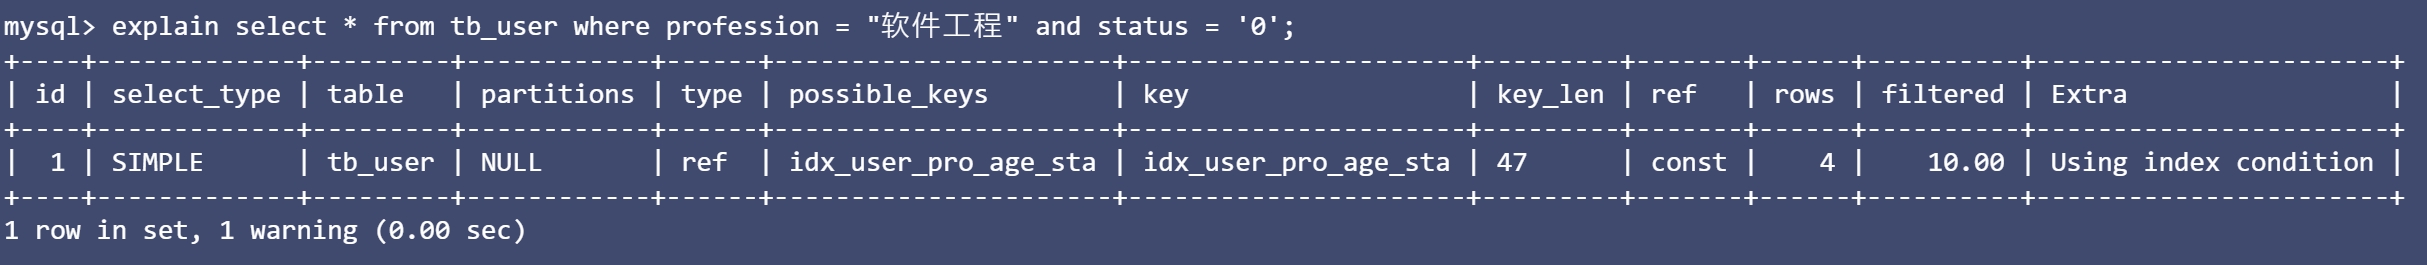 mysql> explain select * from tb_user where profession = "软件工程" and status = '0';
+----+-------------+---------+------------+------+----------------------+----------------------+---------+-------+------+----------+-----------------------+
| id | select_type | table   | partitions | type | possible_keys        | key                  | key_len | ref   | rows | filtered | Extra                 |
+----+-------------+---------+------------+------+----------------------+----------------------+---------+-------+------+----------+-----------------------+
|  1 | SIMPLE      | tb_user | NULL       | ref  | idx_user_pro_age_sta | idx_user_pro_age_sta | 47      | const |    4 |    10.00 | Using index condition |
+----+-------------+---------+------------+------+----------------------+----------------------+---------+-------+------+----------+-----------------------+
1 row in set, 1 warning (0.00 sec)